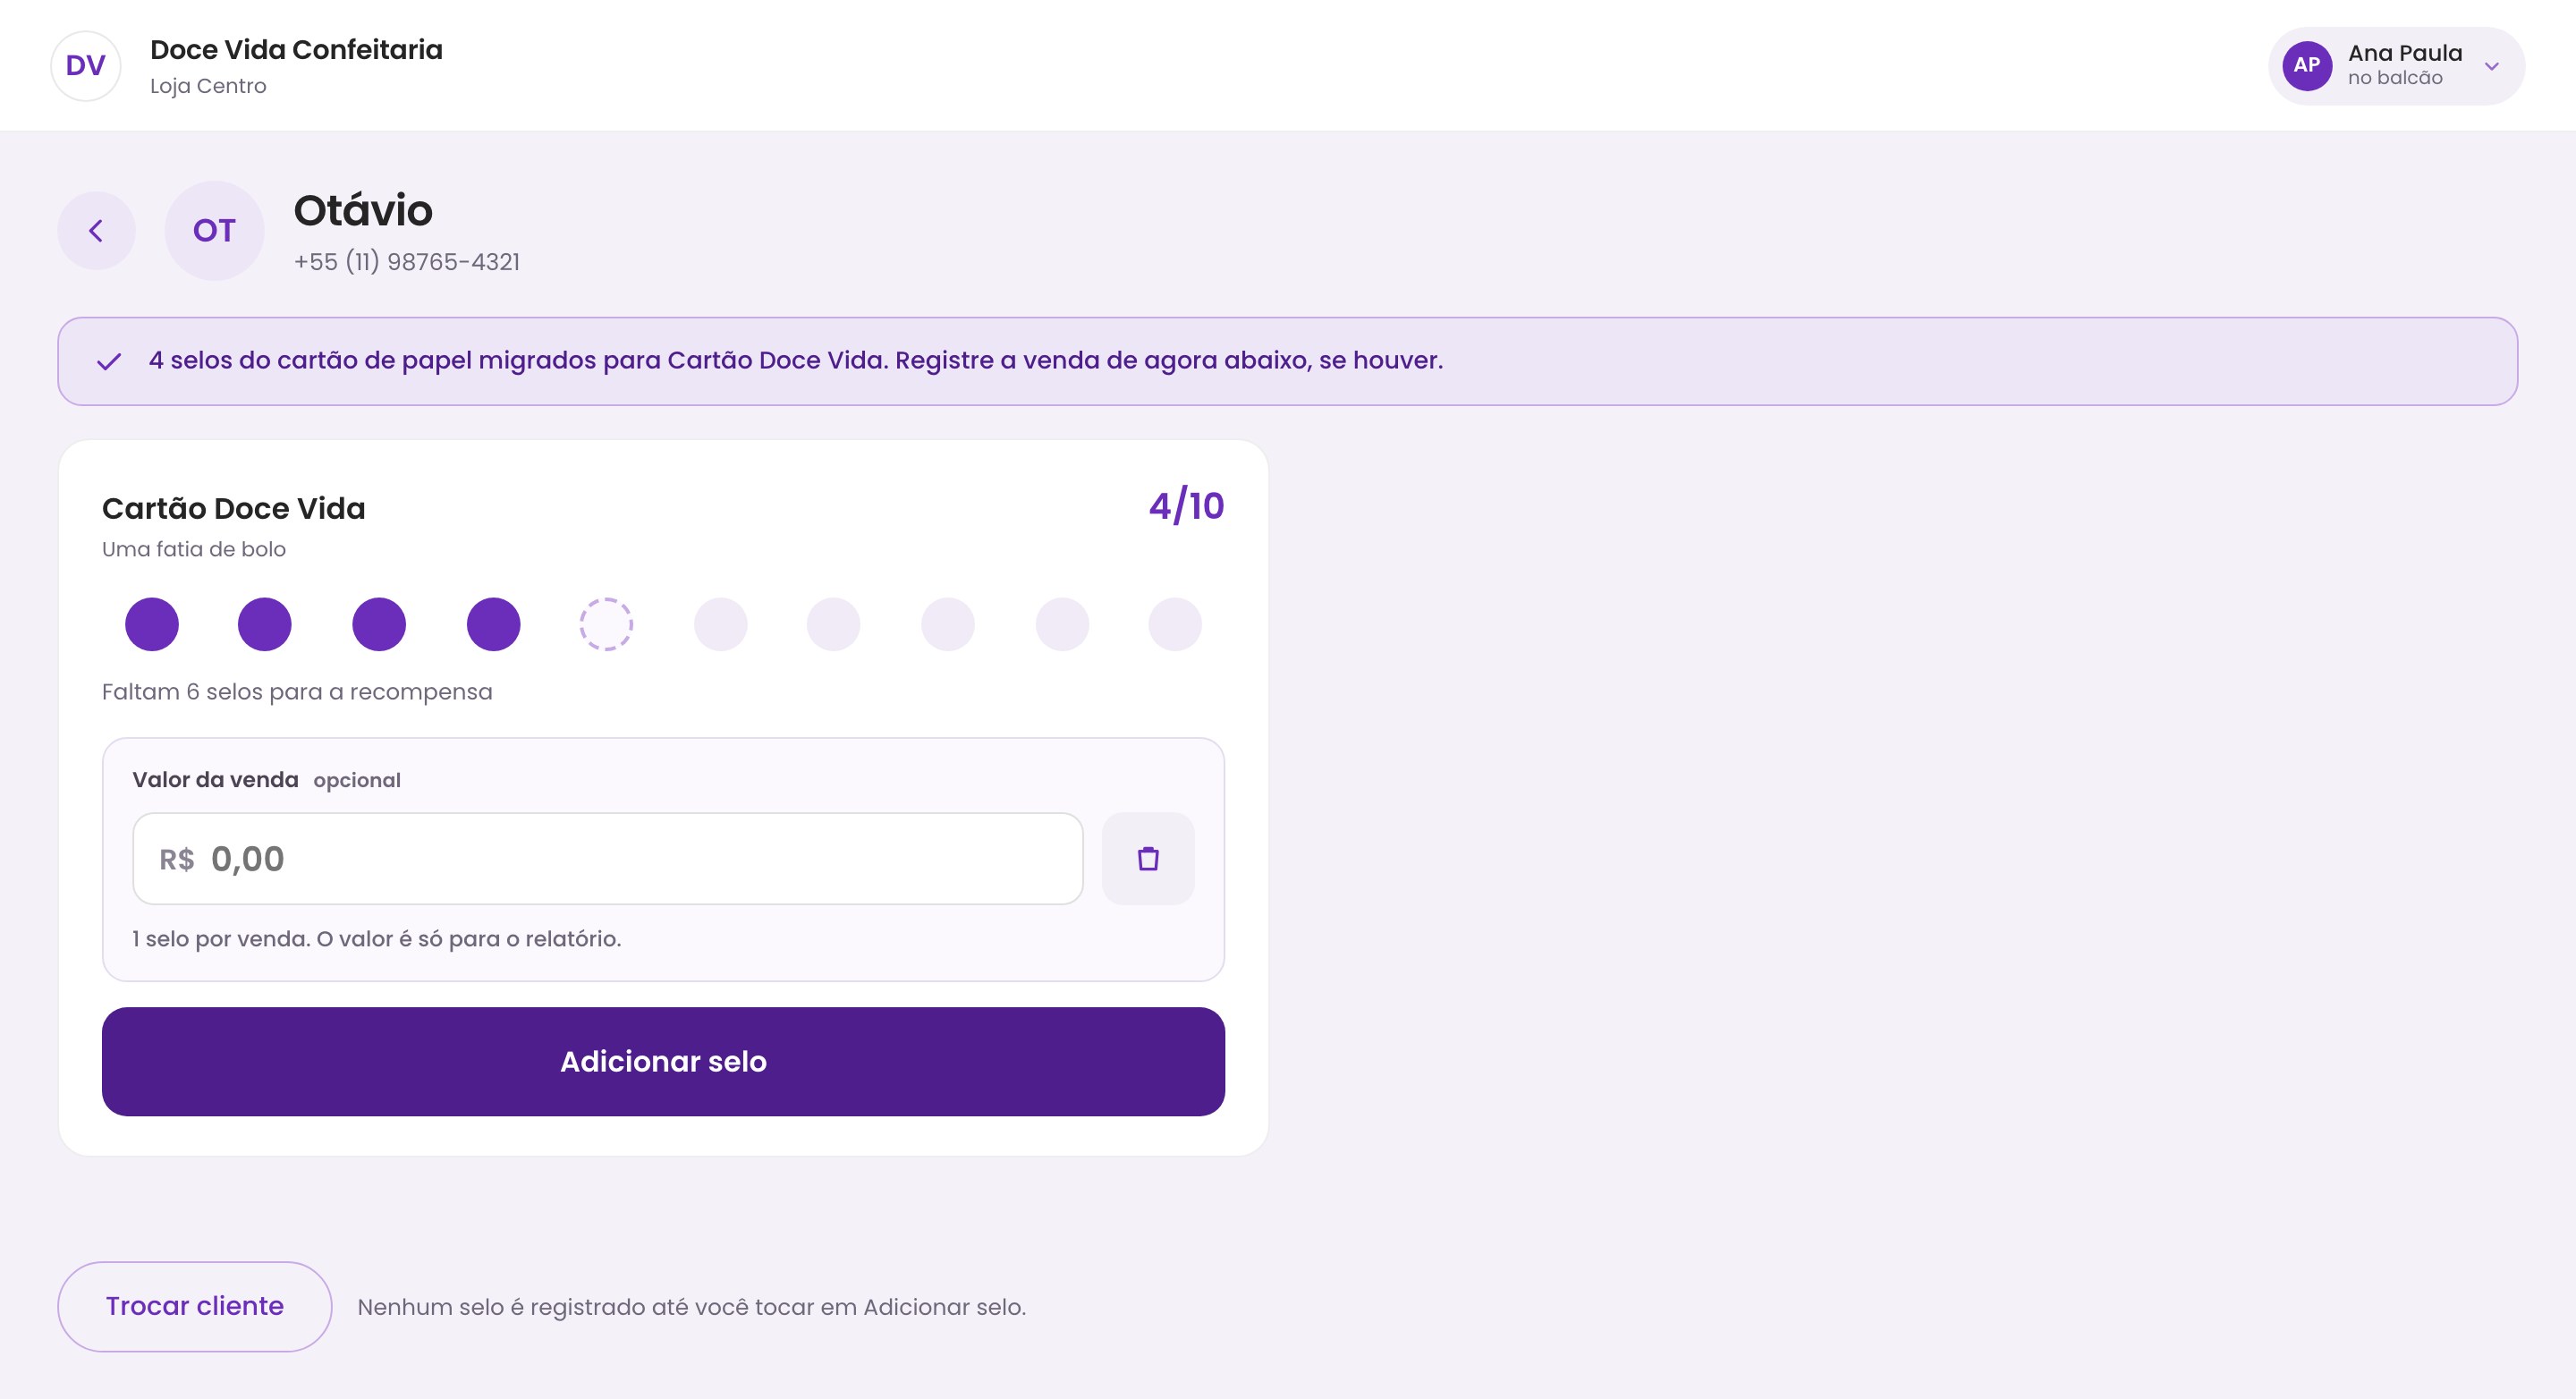 DV
Doce Vida Confeitaria
Loja Centro
AP
Ana Paula
no balcão
OT
Otávio
+55 (11) 98765-4321
4 selos do cartão de papel migrados para Cartão Doce Vida. Registre a venda de agora abaixo, se houver.
Cartão Doce Vida
4/10
Uma fatia de bolo
Faltam 6 selos para a recompensa
Valor da venda opcional
R$ 0,00
1 selo por venda. O valor é só para o relatório.
Adicionar selo
Trocar cliente
Nenhum selo é registrado até você tocar em Adicionar selo.